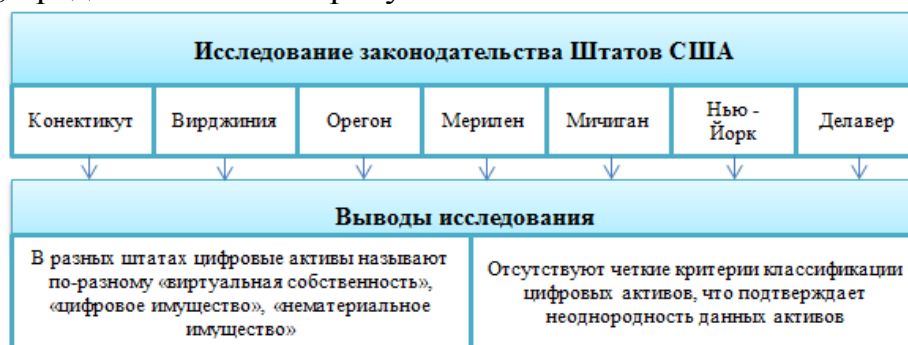 Исследование законодательства Штатов США
Конектикут
Вирджиния
Орегон
Мерилен
Мичиган
Нью -
Йорк
Делавер
Выводы исследования
В разных штатах цифровые активы называют
по-разному «виртуальная собственность»,
«цифровое имущество», «нематериальное
имущество»
Отсутствуют четкие критерии классификации
цифровых активов, что подтверждает
неоднородность данных активов